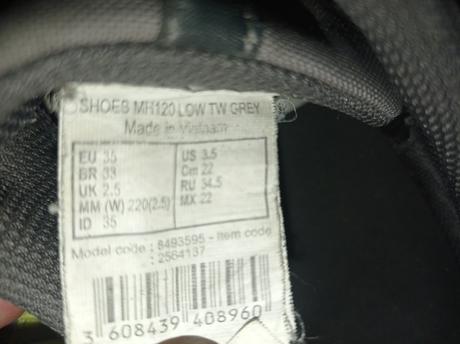 SHOES MH120 LOW TW GREY
Made in Vietnam
EU 35
BR 33
UK 2.5
MM (W) 220(2.5)
ID 35
US 3.5
Cm 22
RU 34.5
MX 22
Model code : 8493595 - Item code
: 2564137
3 608439 408960